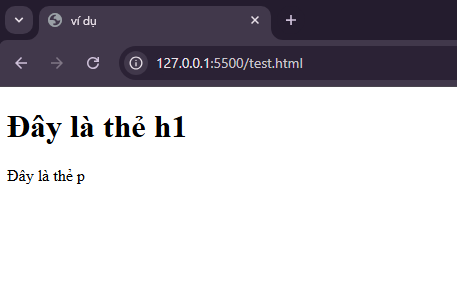 ví dụ
127.0.0.1:5500/test.html
Đây là thẻ h1
Đây là thẻ p